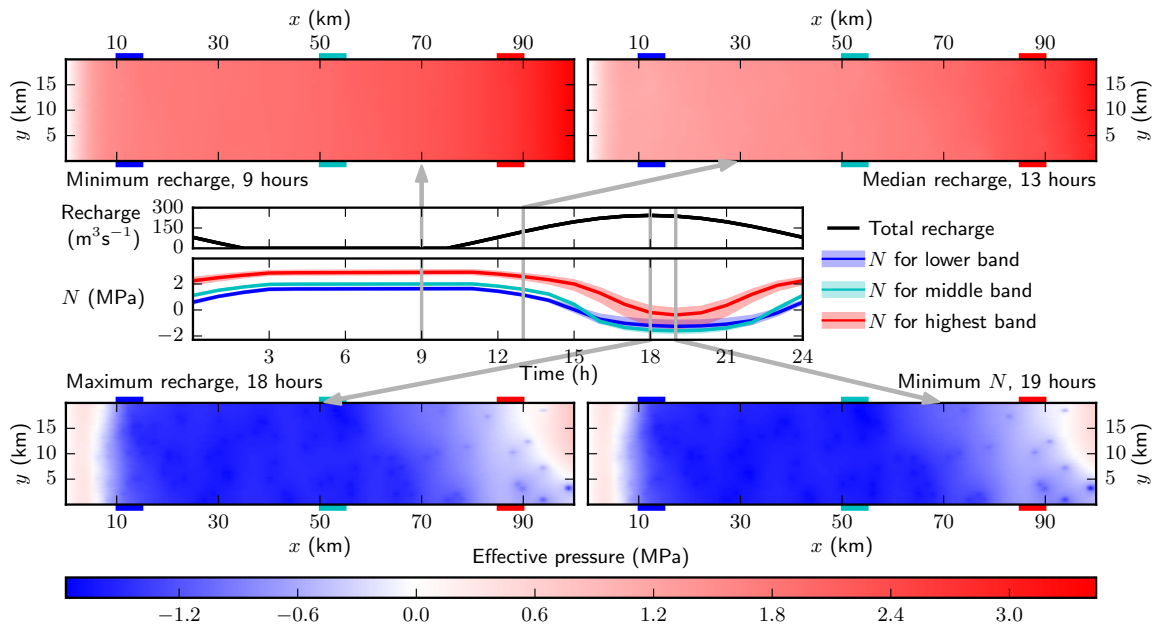 x (km)
x (km)
10 30 50 70 90
10 30 50 70 90
y (km)
15
10
5
15
10
5
y (km)
Minimum recharge, 9 hours
Median recharge, 13 hours
Recharge
(m³s⁻¹)
300
150
0
N (MPa)
2
0
−2
3 6 9 12 15 18 21 24
Time (h)
Total recharge
N for lower band
N for middle band
N for highest band
Maximum recharge, 18 hours
Minimum N, 19 hours
y (km)
15
10
5
15
10
5
y (km)
10 30 50 70 90
10 30 50 70 90
x (km)
x (km)
Effective pressure (MPa)
−1.2 −0.6 0.0 0.6 1.2 1.8 2.4 3.0